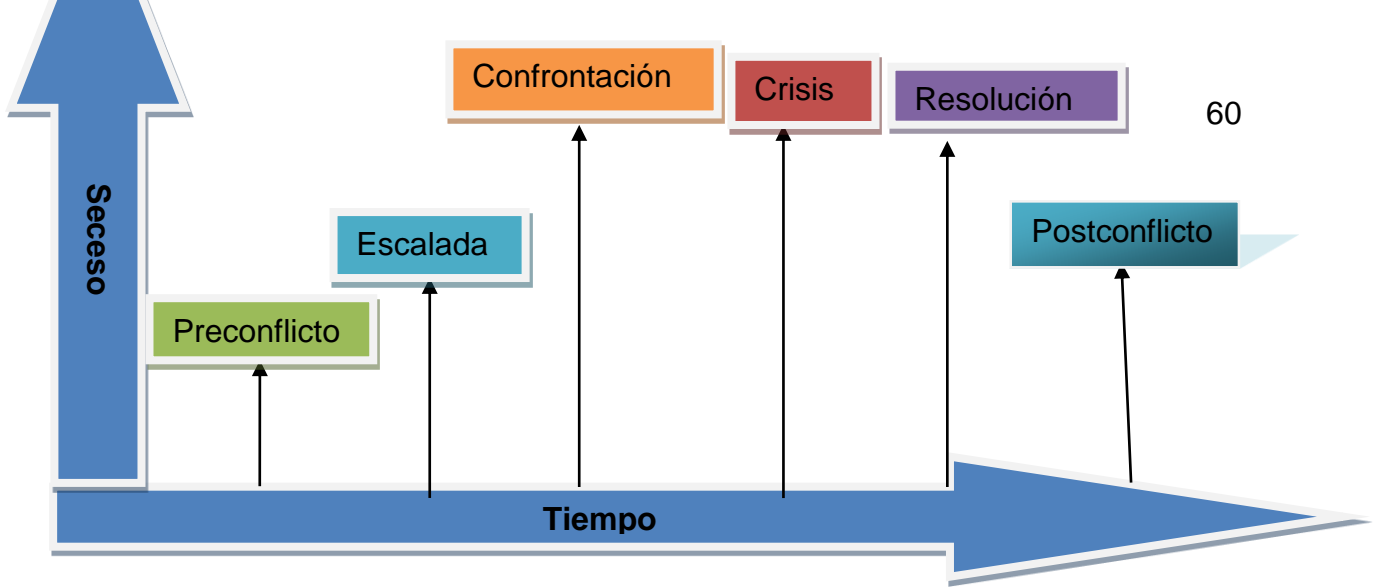 Confrontación
Crisis
Resolución
60
Seceso
Escalada
Postconflicto
Preconflicto
Tiempo